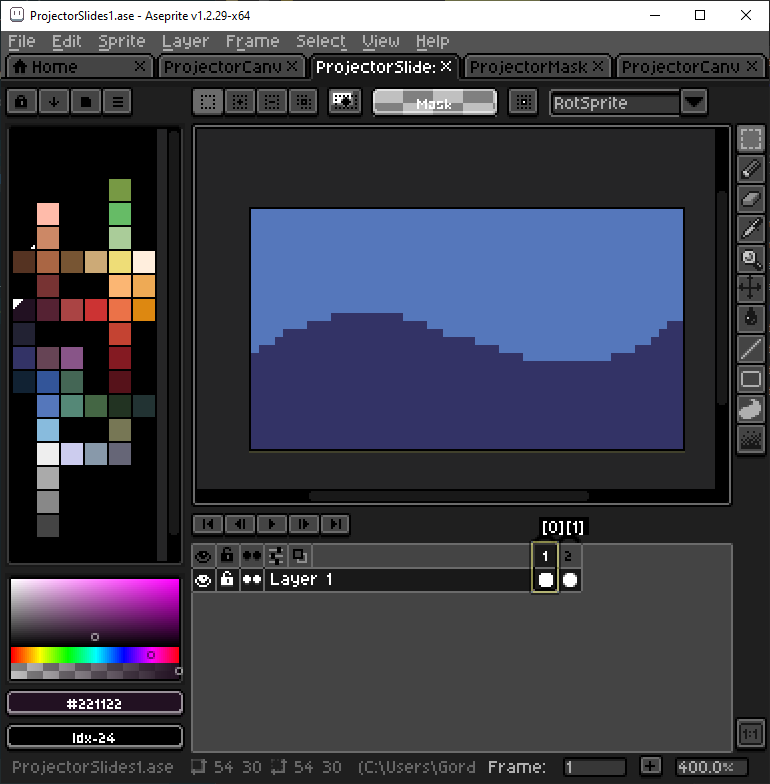 ProjectorSlides1.ase - Aseprite v1.2.29-x64
File Edit Sprite Layer Frame Select View Help
Home ProjectorCanv ProjectorSlide: ProjectorMask ProjectorCanv
Mask RotSprite
[0][1]
1 2
Layer 1
#221122
Idx-24
ProjectorSlides1.ase 54 30 54 30 (C:\Users\Gord Frame: 1 400.0%
1:1